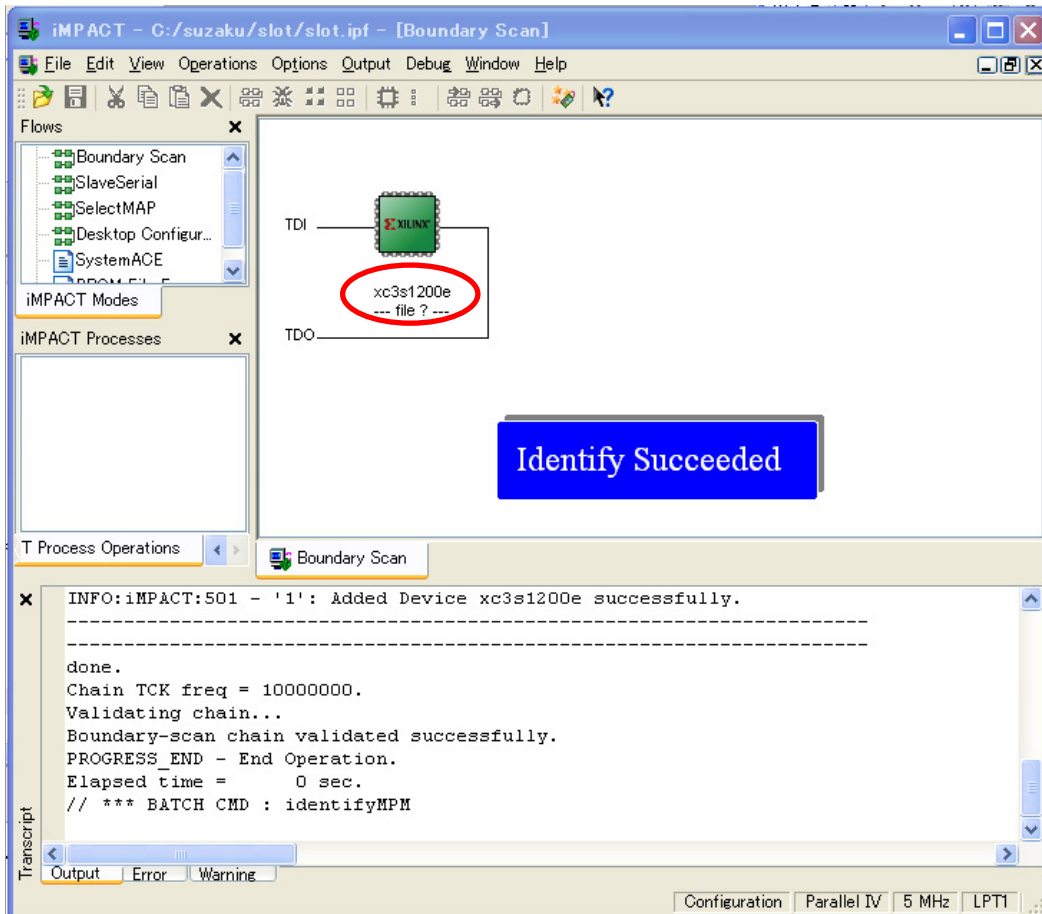 iMPACT - C:/suzaku/slot/slot.ipf - [Boundary Scan]
File Edit View Operations Options Output Debug Window Help
Flows
Boundary Scan
SlaveSerial
SelectMAP
Desktop Configur...
SystemACE
iMPACT Modes
iMPACT Processes
T Process Operations
TDI
XILINX
xc3s1200e
--- file ? ---
TDO
Identify Succeeded
Boundary Scan
INFO:iMPACT:501 - '1': Added Device xc3s1200e successfully.
----------------------------------------------------------------------
----------------------------------------------------------------------
done.
Chain TCK freq = 10000000.
Validating chain...
Boundary-scan chain validated successfully.
PROGRESS_END - End Operation.
Elapsed time =      0 sec.
// *** BATCH CMD : identifyMPM
Transcript
Output Error Warning
Configuration Parallel IV 5 MHz LPT1